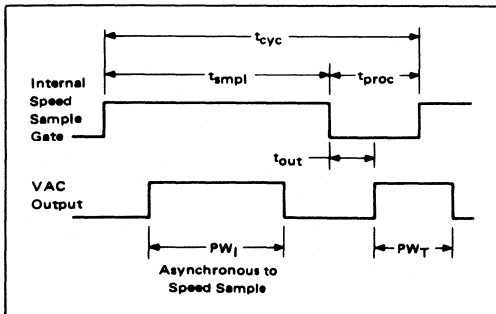 tcyc
tsmpl
tproc
Internal
Speed
Sample
Gate
tout
VAC
Output
PWI
PWT
Asynchronous to
Speed Sample